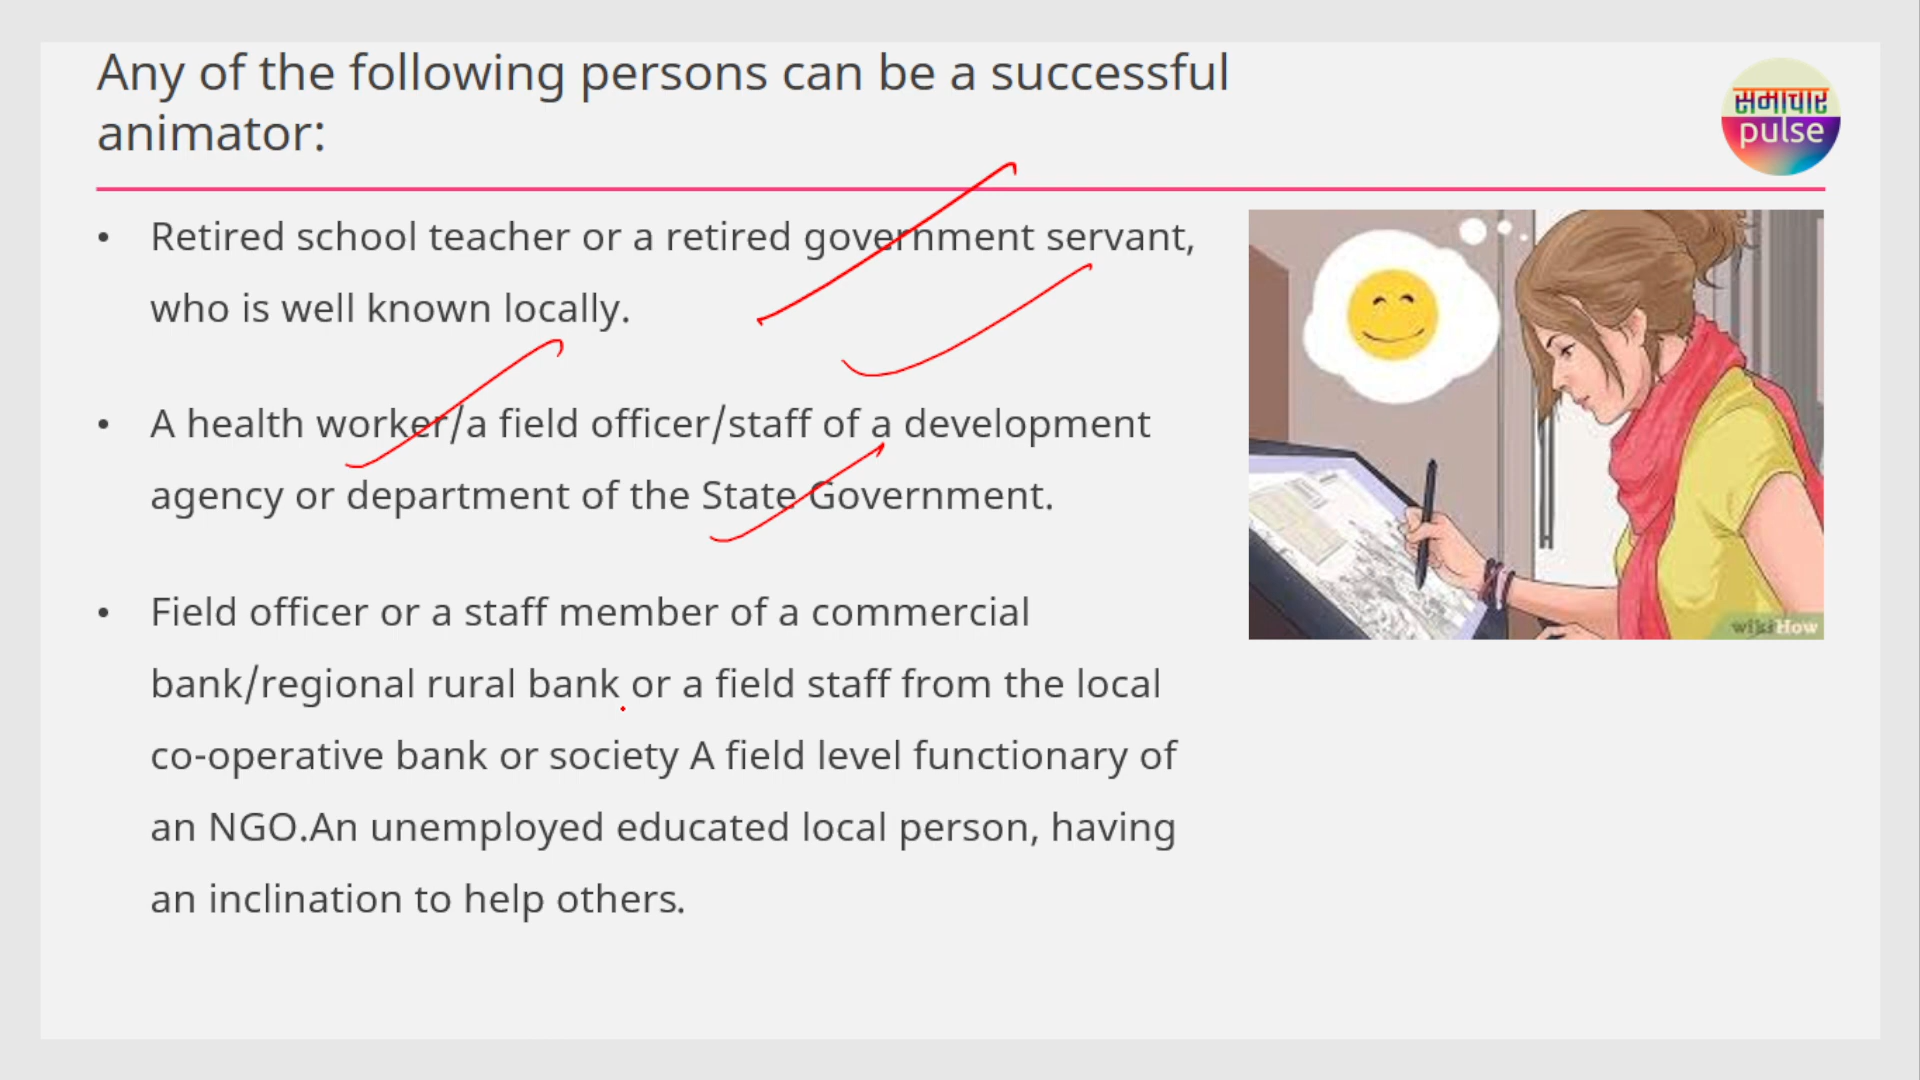 Any of the following persons can be a successful
animator:
समाचार
pulse
• Retired school teacher or a retired government servant,
who is well known locally.
• A health worker/a field officer/staff of a development
agency or department of the State Government.
• Field officer or a staff member of a commercial
bank/regional rural bank or a field staff from the local
co-operative bank or society A field level functionary of
an NGO.An unemployed educated local person, having
an inclination to help others.
wikiHow